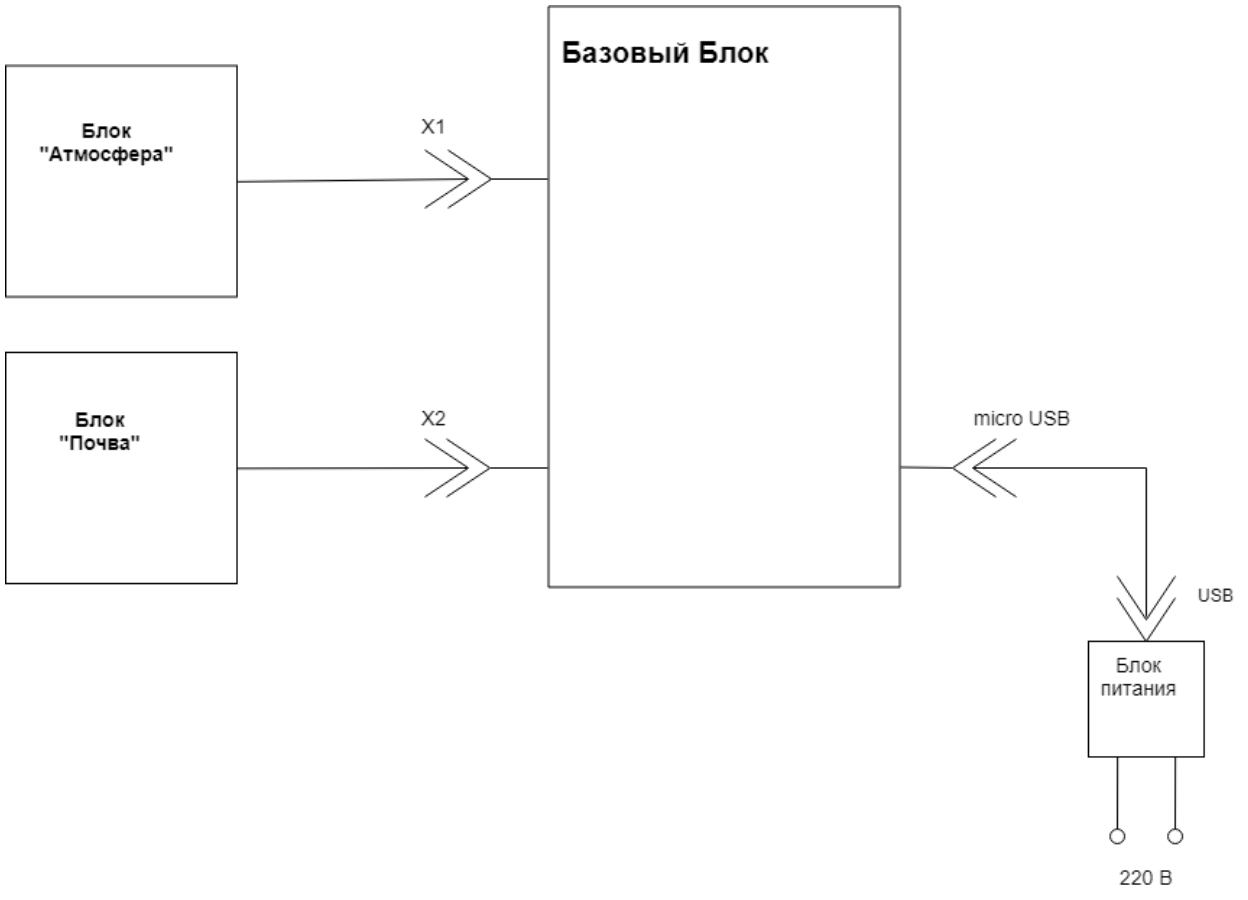 Базовый Блок
Блок
"Атмосфера"
X1
Блок
"Почва"
X2
micro USB
USB
Блок
питания
220 В